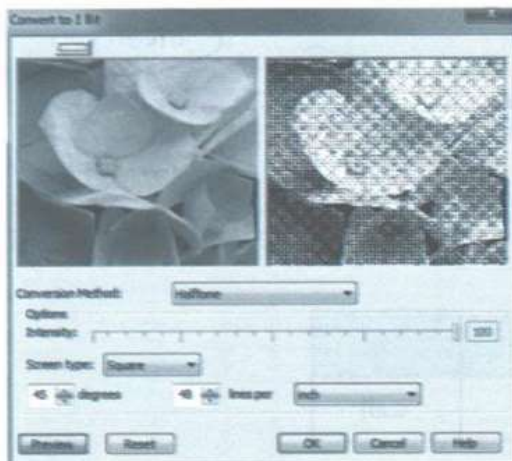 Convert to 1 Bit
Conversion Method: Halftone
Options
Intensity: 100
Screen type: Square
45 degrees 48 lines per inch
Preview Reset OK Cancel Help